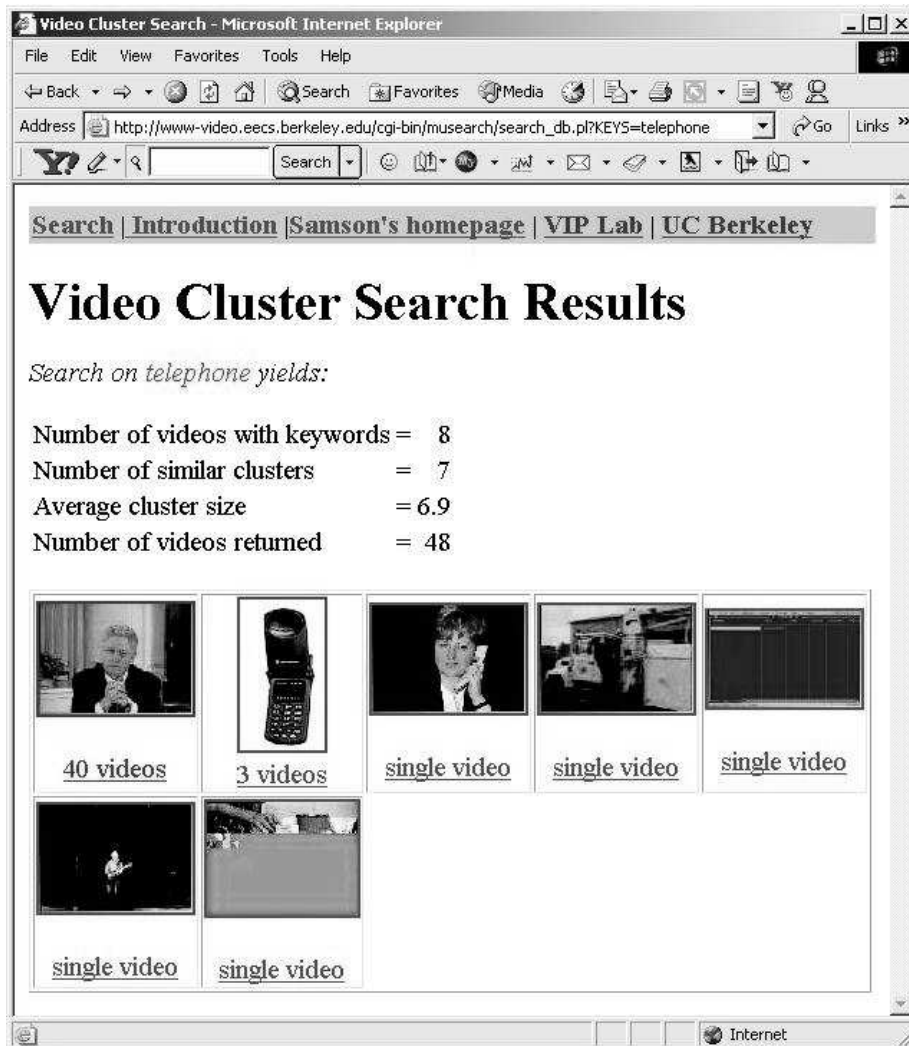 Video Cluster Search - Microsoft Internet Explorer
File Edit View Favorites Tools Help
Back Search Favorites Media
Address http://www-video.eecs.berkeley.edu/cgi-bin/musearch/search_db.pl?KEYS=telephone Go Links »
Y! Search
Search | Introduction |Samson's homepage | VIP Lab | UC Berkeley
Video Cluster Search Results
Search on telephone yields:
Number of videos with keywords = 8
Number of similar clusters = 7
Average cluster size = 6.9
Number of videos returned = 48
40 videos 3 videos single video single video single video
single video single video
Internet